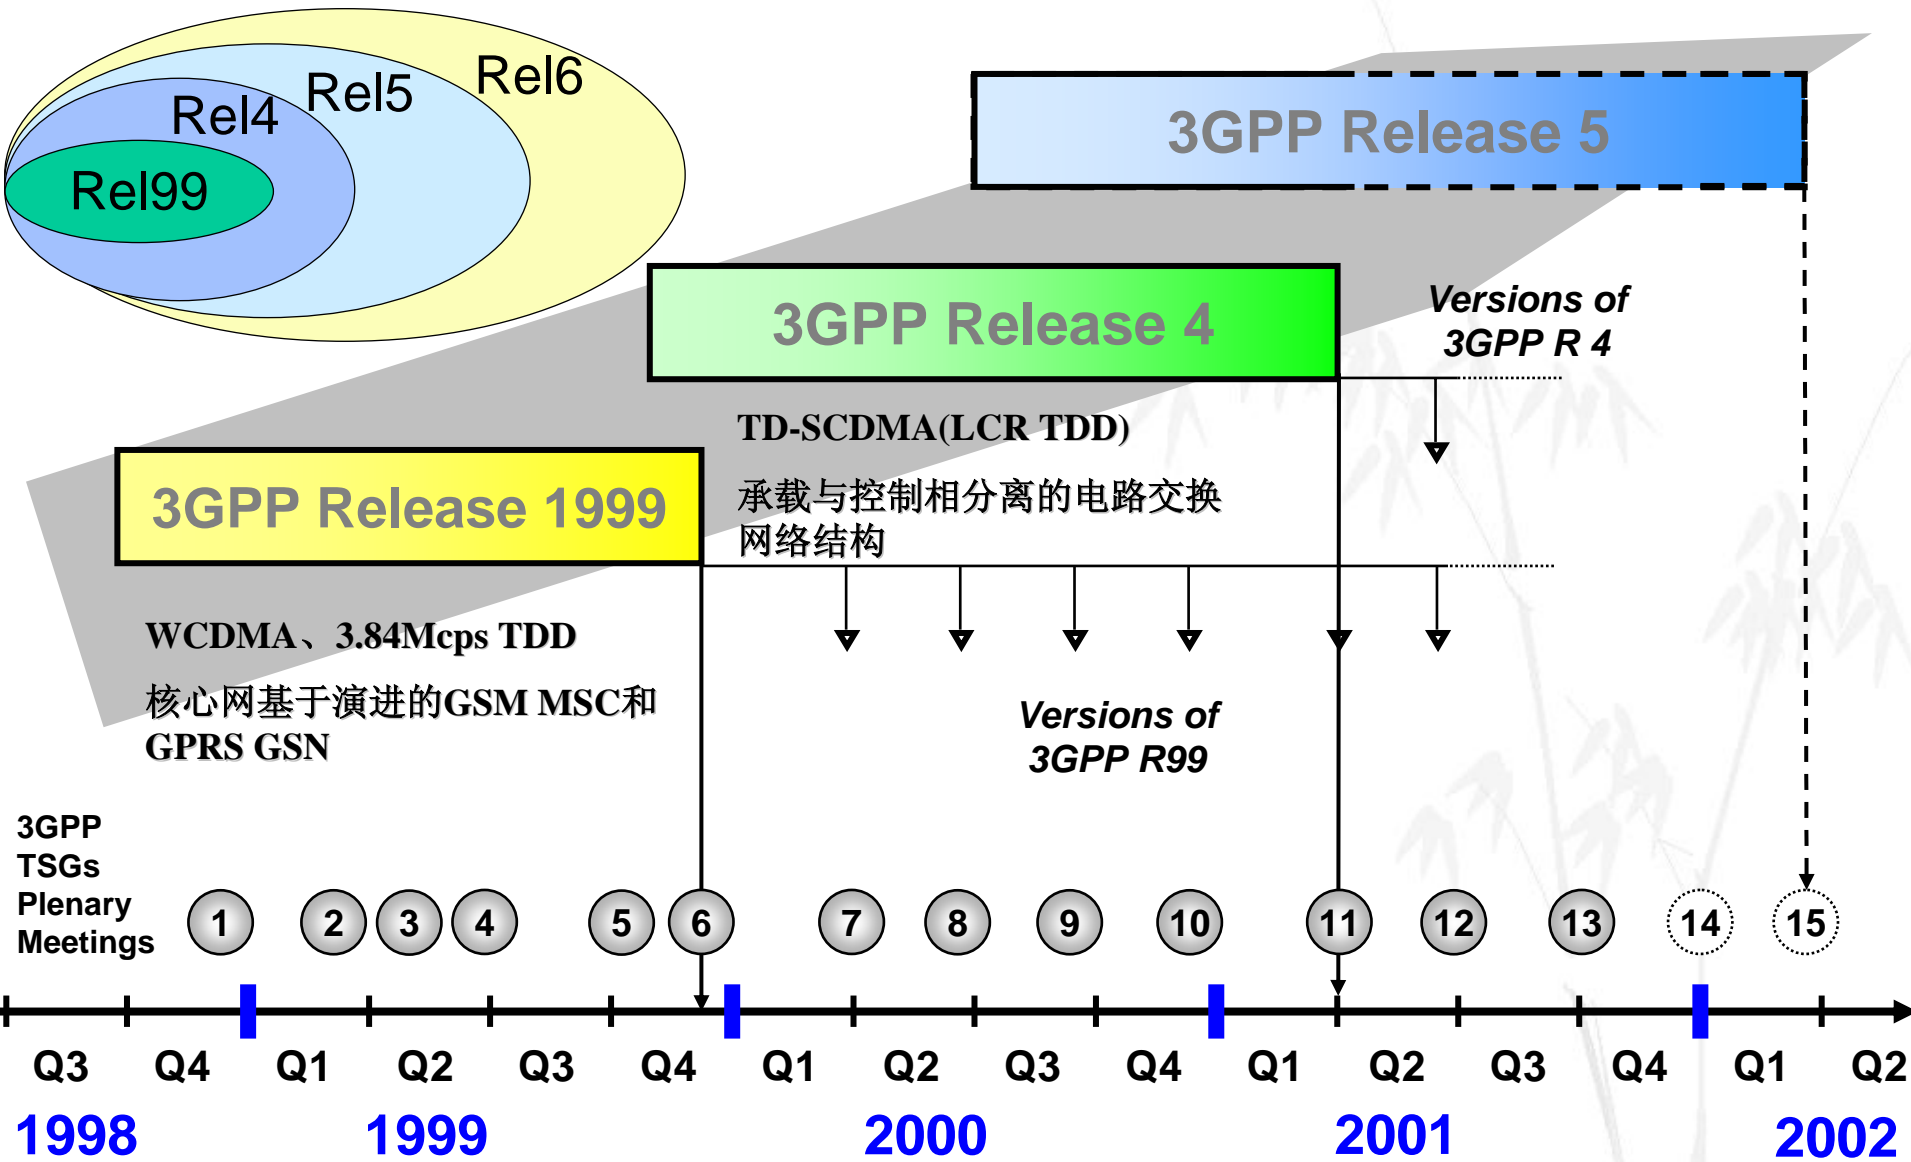 Rel6
Rel5
Rel4
Rel99
3GPP Release 5
3GPP Release 4
Versions of
3GPP R 4
TD-SCDMA(LCR TDD)
承载与控制相分离的电路交换
网络结构
3GPP Release 1999
WCDMA、3.84Mcps TDD
核心网基于演进的GSM MSC和
GPRS GSN
Versions of
3GPP R99
3GPP
TSGs
Plenary
Meetings
1 2 3 4 5 6 7 8 9 10 11 12 13 14 15
Q3 Q4 Q1 Q2 Q3 Q4 Q1 Q2 Q3 Q4 Q1 Q2 Q3 Q4 Q1 Q2
1998 1999 2000 2001 2002